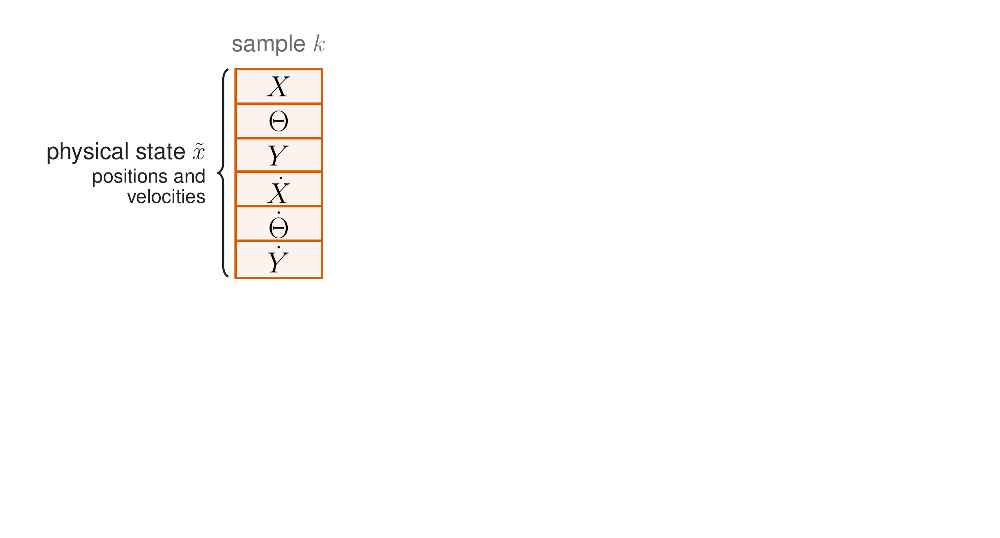 sample k
X
Θ
Y
Ẋ
Θ̇
Ẏ
physical state x̃
positions and
velocities